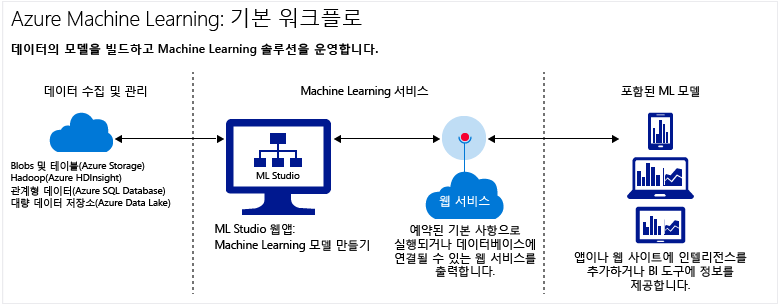 Azure Machine Learning: 기본 워크플로
데이터의 모델을 빌드하고 Machine Learning 솔루션을 운영합니다.
데이터 수집 및 관리
Machine Learning 서비스
포함된 ML 모델
Blobs 및 테이블(Azure Storage)
Hadoop(Azure HDInsight)
관계형 데이터(Azure SQL Database)
대량 데이터 저장소(Azure Data Lake)
ML Studio
ML Studio 웹앱:
Machine Learning 모델 만들기
웹 서비스
예약된 기본 사항으로
실행되거나 데이터베이스에
연결될 수 있는 웹 서비스를
출력합니다.
앱이나 웹 사이트에 인텔리전스를
추가하거나 BI 도구에 정보를
제공합니다.